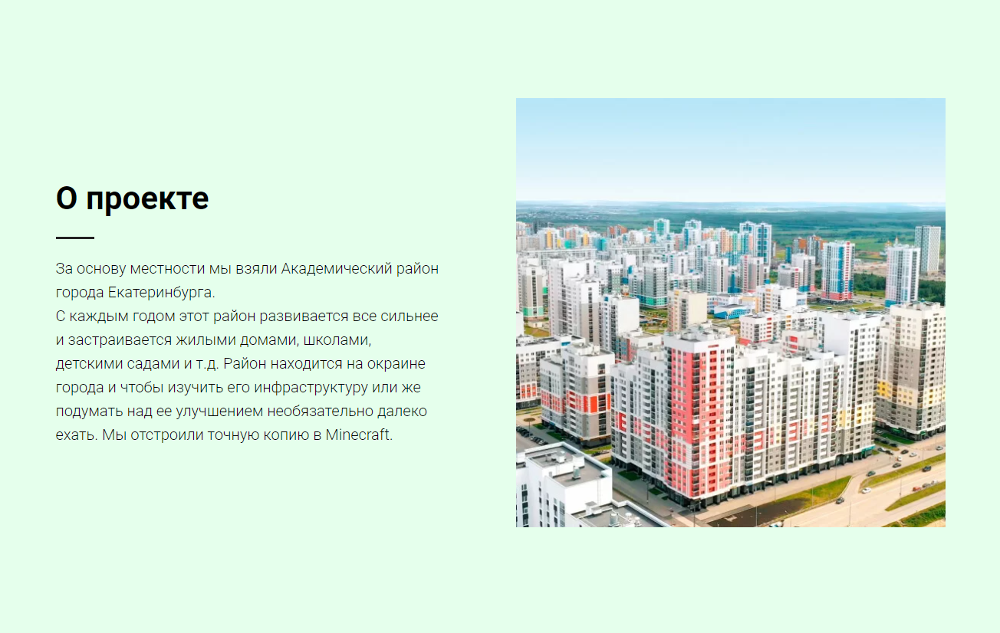 О проекте
За основу местности мы взяли Академический район
города Екатеринбурга.
С каждым годом этот район развивается все сильнее
и застраивается жилыми домами, школами,
детскими садами и т.д. Район находится на окраине
города и чтобы изучить его инфраструктуру или же
подумать над ее улучшением необязательно далеко
ехать. Мы отстроили точную копию в Minecraft.